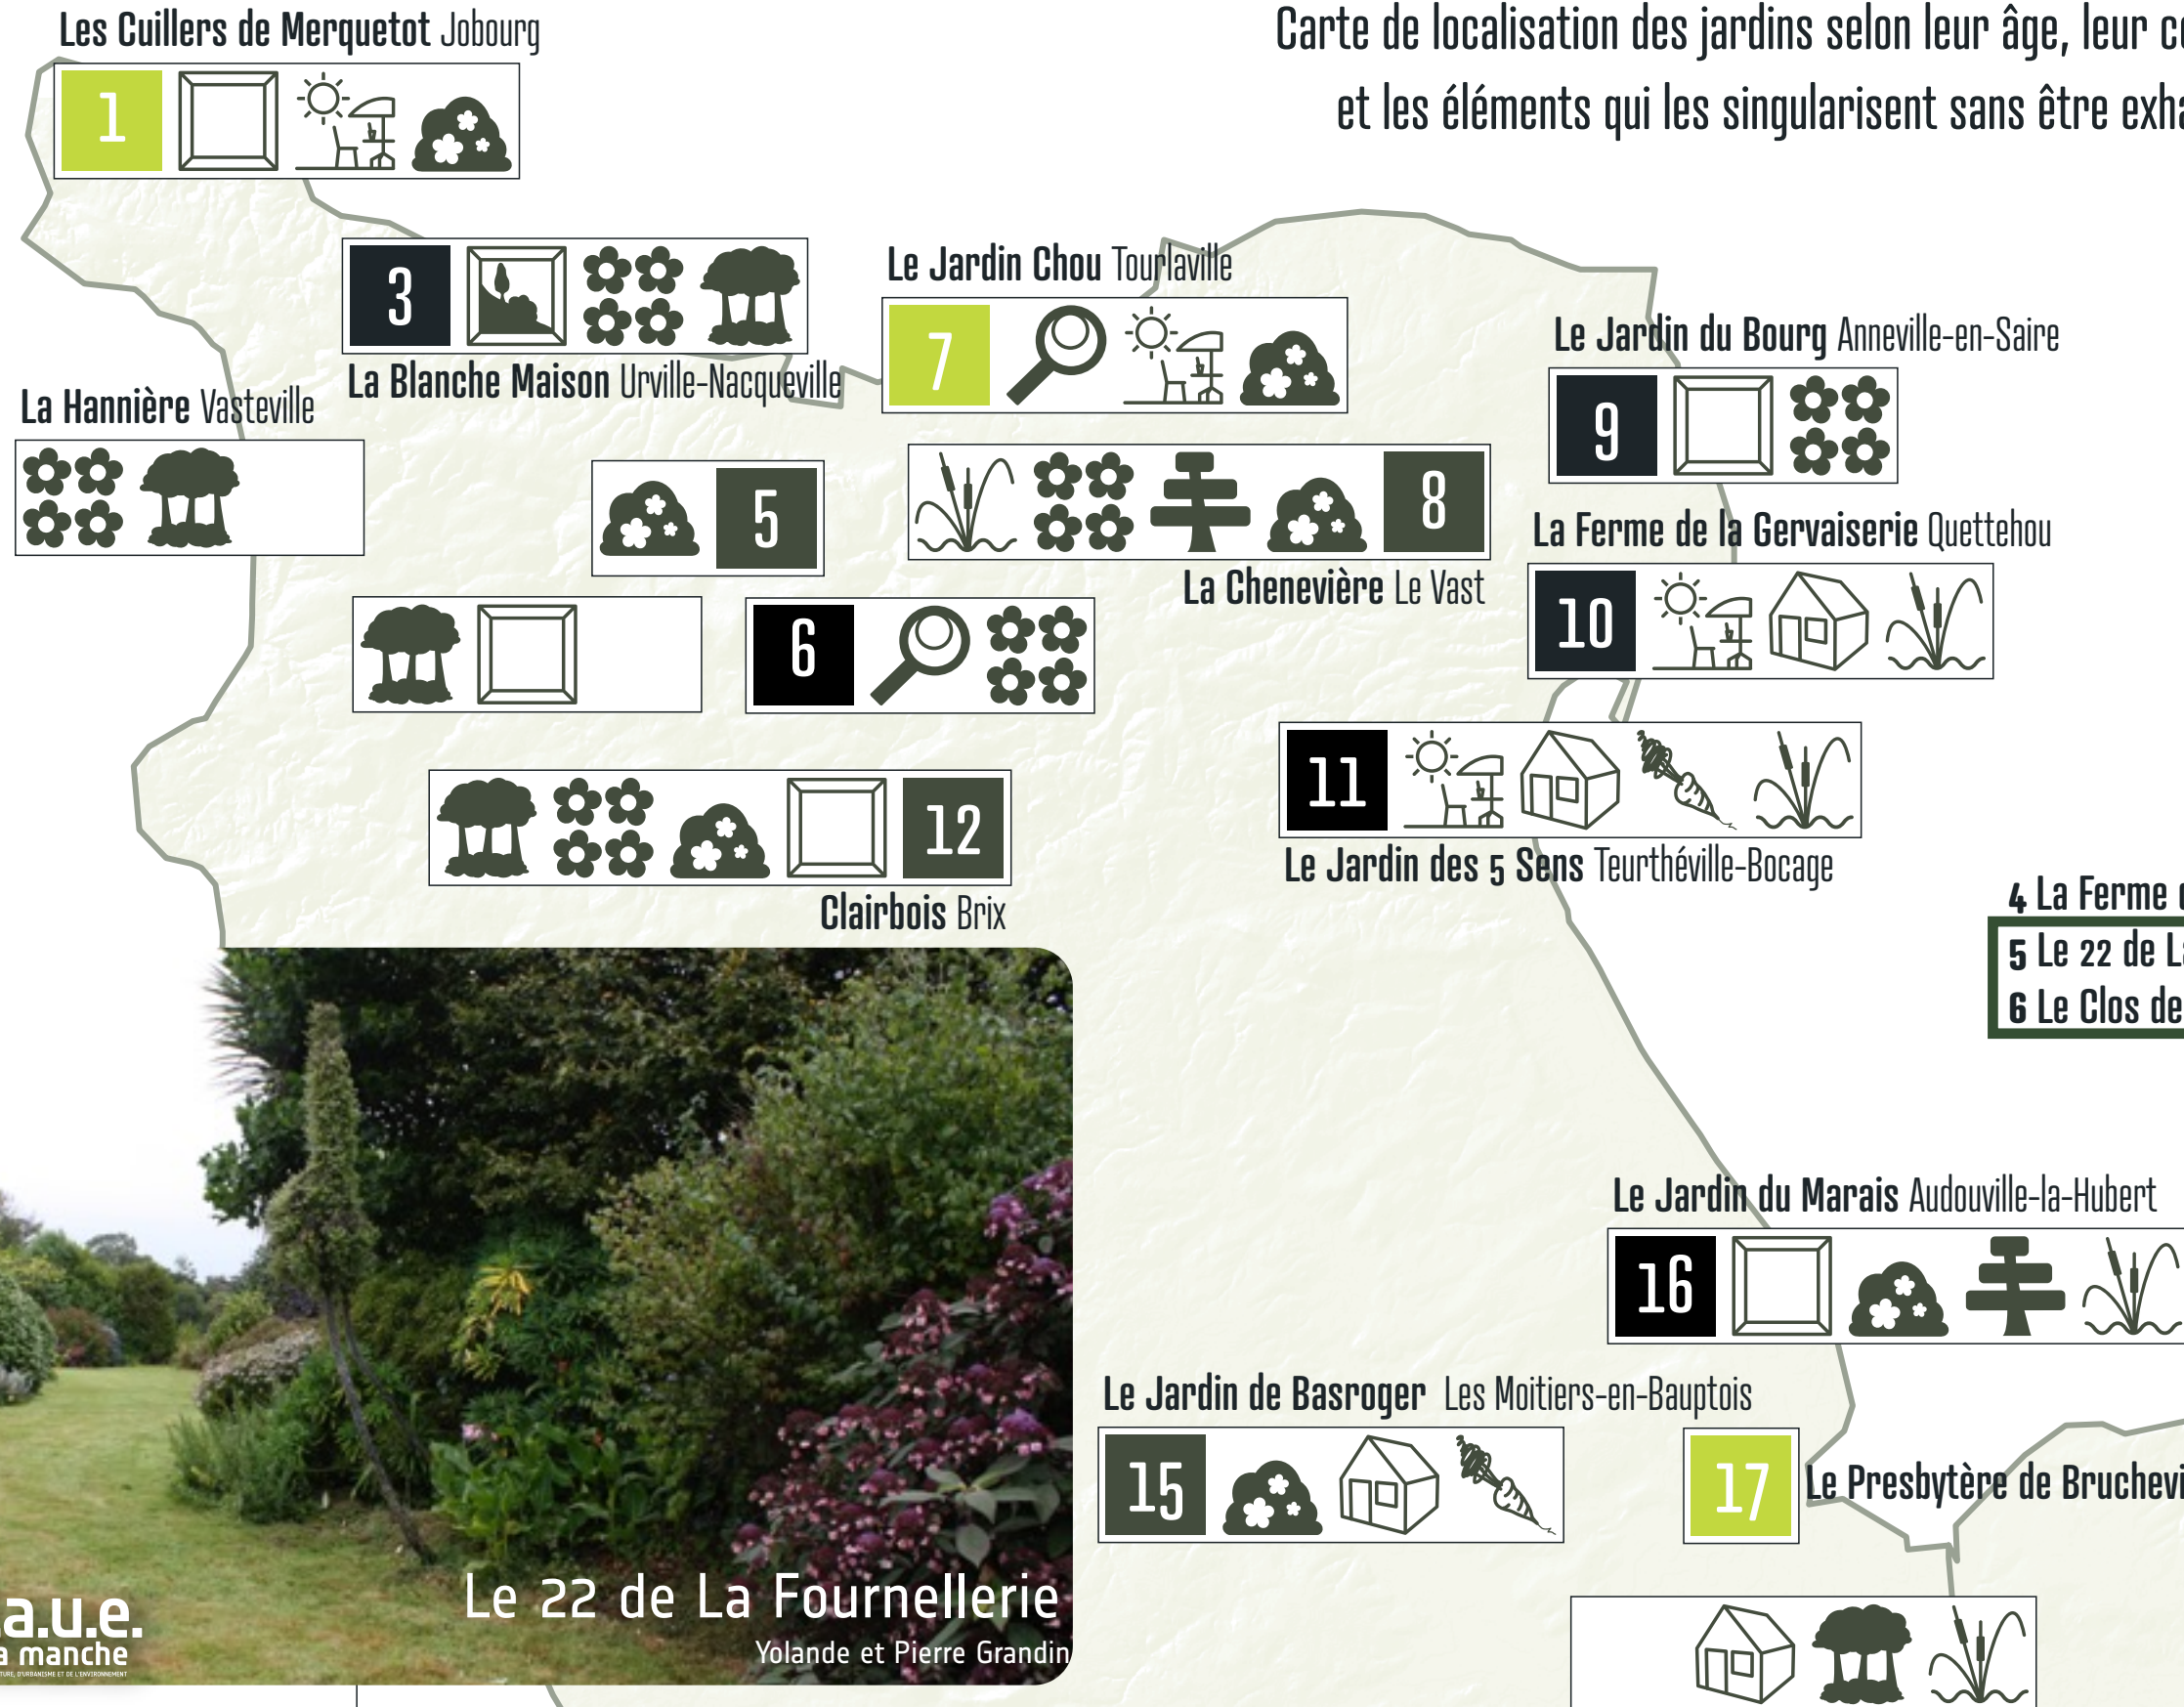 Les Cuillers de Merquetot Jobourg
Carte de localisation des jardins selon leur âge, leur
et les éléments qui les singularisent sans être
1
3
La Blanche Maison Urville-Nacqueville
Le Jardin Chou Tourlaville
7
Le Jardin du Bourg Anneville-en-Saire
9
La Hannière Vasteville
5
8
La Chenevière Le Vast
La Ferme de la Gervaiserie Quettehou
10
6
11
Le Jardin des 5 Sens Teurthéville-Bocage
12
Clairbois Brix
4 La Ferme
5 Le 22 de
6 Le Clos de
Le Jardin du Marais Audouville-la-Hubert
16
Le Jardin de Basroger Les Moitiers-en-Bauptois
15
17
Le Presbytère de
Le 22 de La Fournellerie
Yolande et Pierre Grandin
a.u.e.
manche
D'URBANISME ET DE L'ENVIRONNEMENT